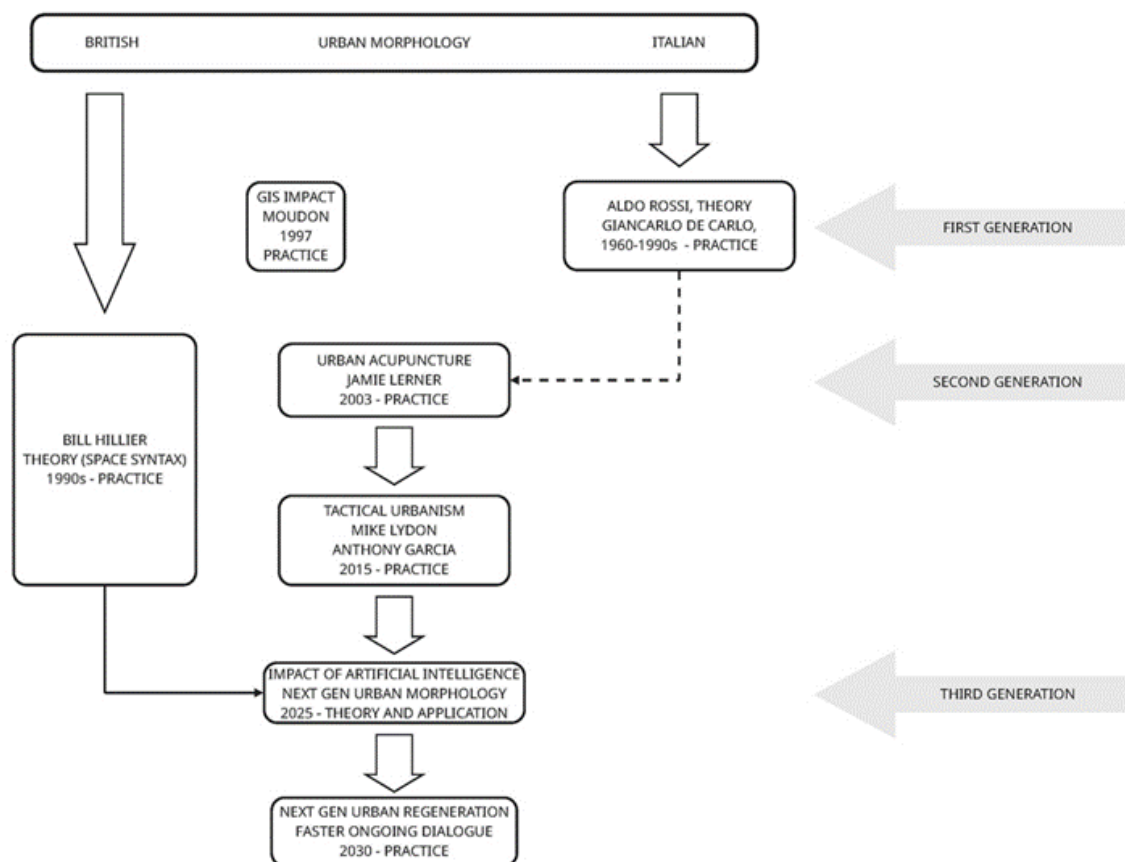 BRITISH URBAN MORPHOLOGY ITALIAN
GIS IMPACT
MOUDON
1997
PRACTICE
ALDO ROSSI, THEORY
GIANCARLO DE CARLO,
1960-1990s - PRACTICE
FIRST GENERATION
URBAN ACUPUNCTURE
JAMIE LERNER
2003 - PRACTICE
SECOND GENERATION
BILL HILLIER
THEORY (SPACE SYNTAX)
1990s - PRACTICE
TACTICAL URBANISM
MIKE LYDON
ANTHONY GARCIA
2015 - PRACTICE
IMPACT OF ARTIFICIAL INTELLIGENCE
NEXT GEN URBAN MORPHOLOGY
2025 - THEORY AND APPLICATION
THIRD GENERATION
NEXT GEN URBAN REGENERATION
FASTER ONGOING DIALOGUE
2030 - PRACTICE